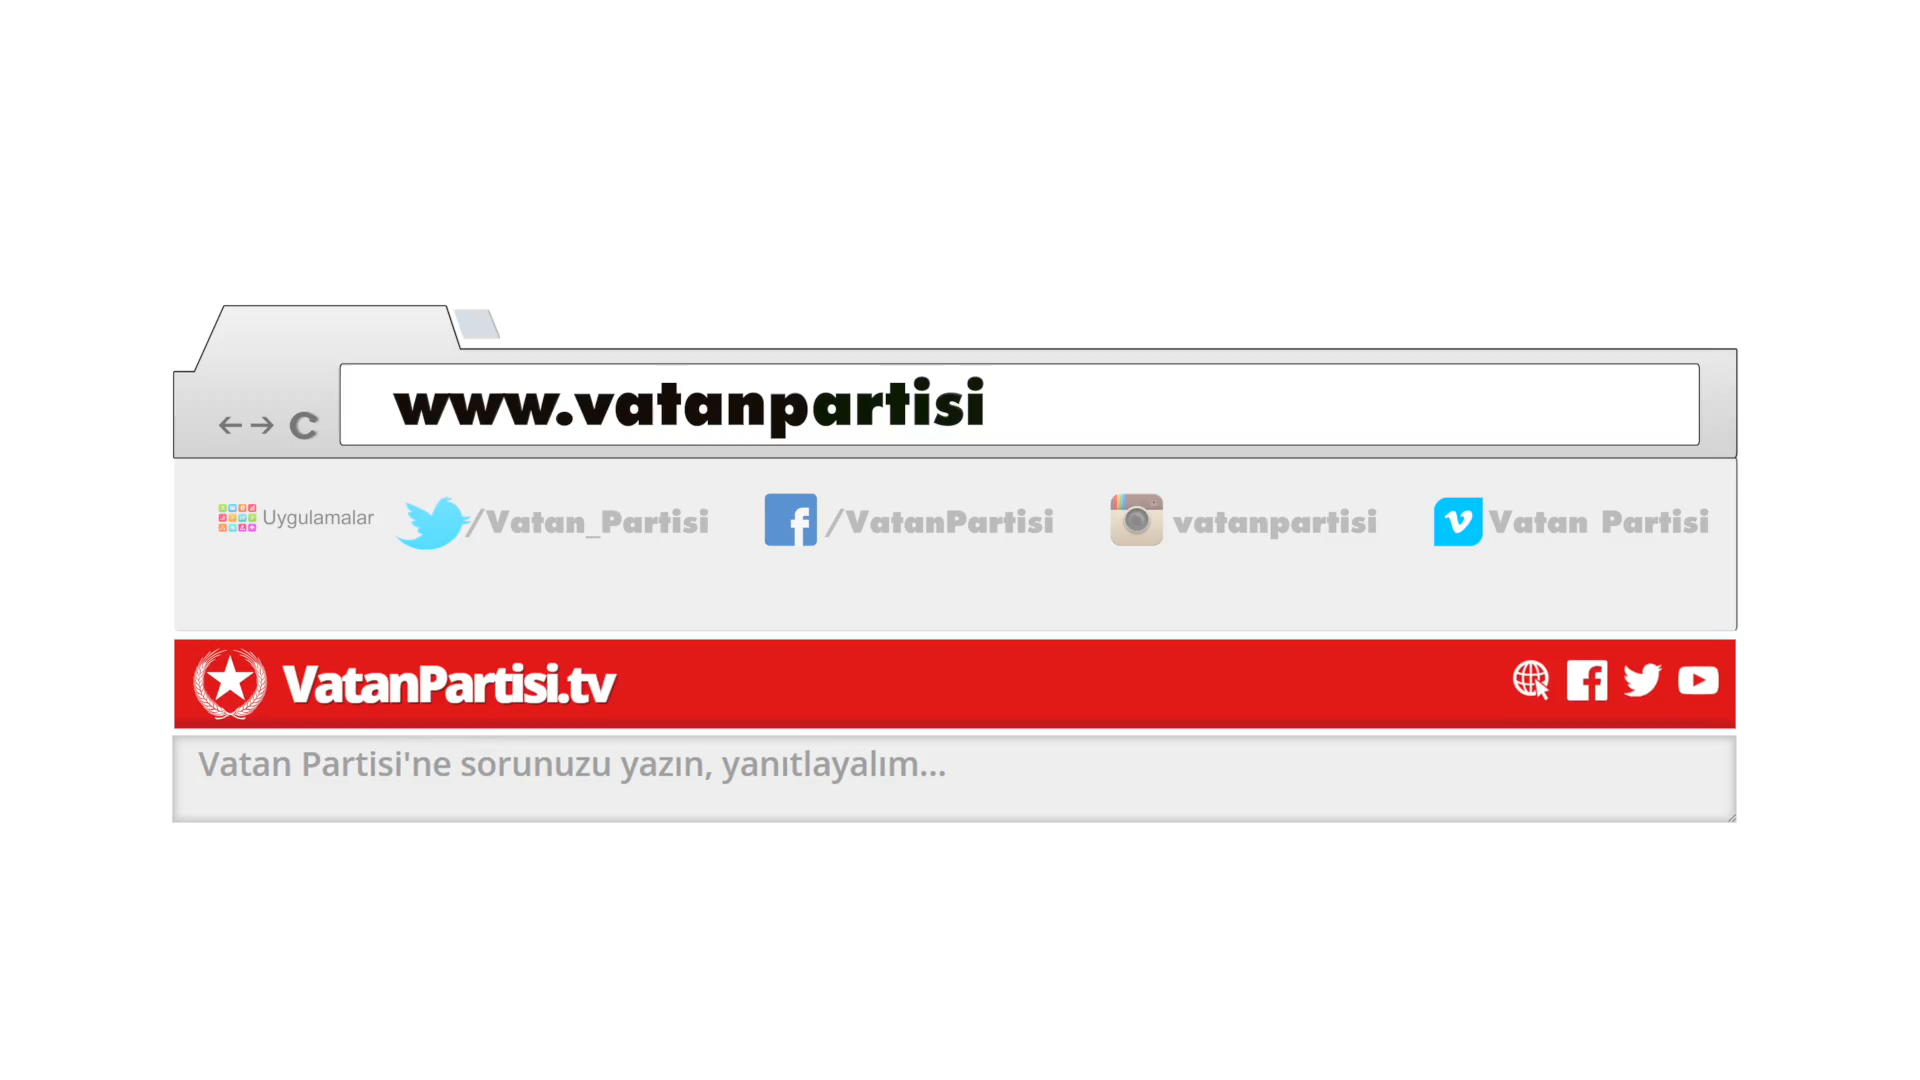 www.vatanpartisi
Uygulamalar /Vatan_Partisi /VatanPartisi vatanpartisi Vatan Partisi
VatanPartisi.tv
Vatan Partisi'ne sorunuzu yazın, yanıtlayalım...